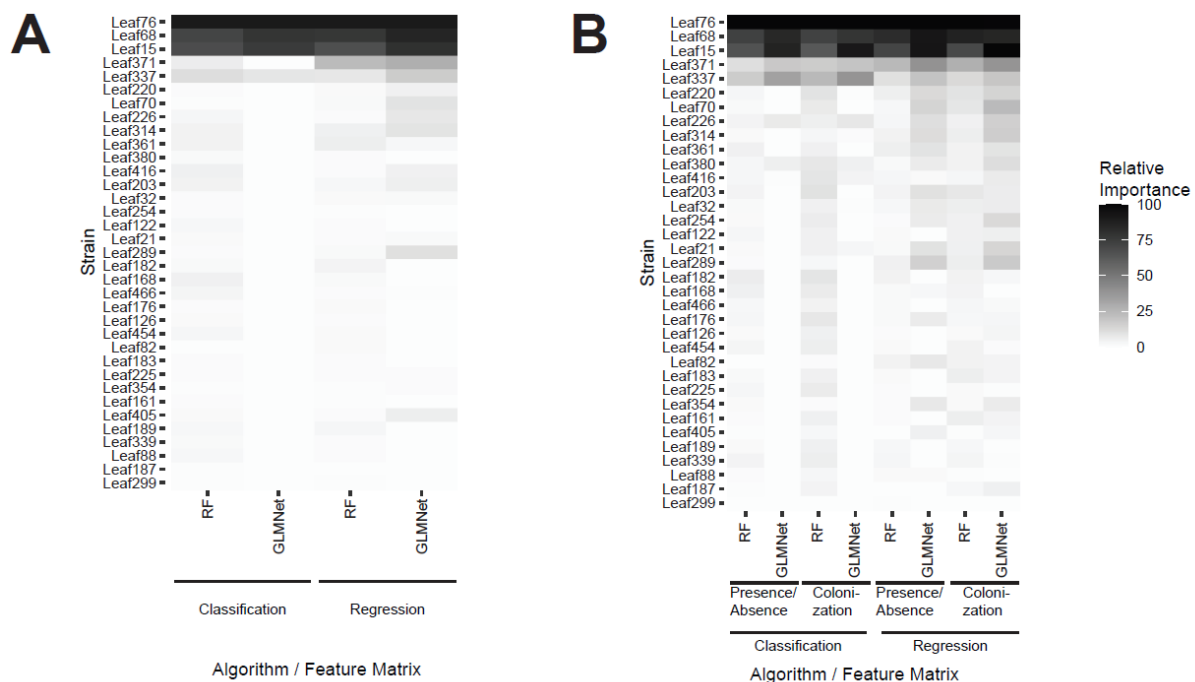 A
Strain
Leaf76
Leaf68
Leaf15
Leaf371
Leaf337
Leaf220
Leaf70
Leaf226
Leaf314
Leaf361
Leaf380
Leaf416
Leaf203
Leaf32
Leaf254
Leaf122
Leaf21
Leaf289
Leaf182
Leaf168
Leaf466
Leaf176
Leaf126
Leaf454
Leaf82
Leaf183
Leaf225
Leaf354
Leaf161
Leaf405
Leaf189
Leaf339
Leaf88
Leaf187
Leaf299
RF
GLMNet
RF
GLMNet
Classification Regression
Algorithm / Feature Matrix
B
Strain
Leaf76
Leaf68
Leaf15
Leaf371
Leaf337
Leaf220
Leaf70
Leaf226
Leaf314
Leaf361
Leaf380
Leaf416
Leaf203
Leaf32
Leaf254
Leaf122
Leaf21
Leaf289
Leaf182
Leaf168
Leaf466
Leaf176
Leaf126
Leaf454
Leaf82
Leaf183
Leaf225
Leaf354
Leaf161
Leaf405
Leaf189
Leaf339
Leaf88
Leaf187
Leaf299
RF
GLMNet
RF
GLMNet
RF
GLMNet
RF
GLMNet
Presence/ Coloni- Presence/ Coloni-
Absence zation Absence zation
Classification Regression
Algorithm / Feature Matrix
Relative
Importance
100
75
50
25
0